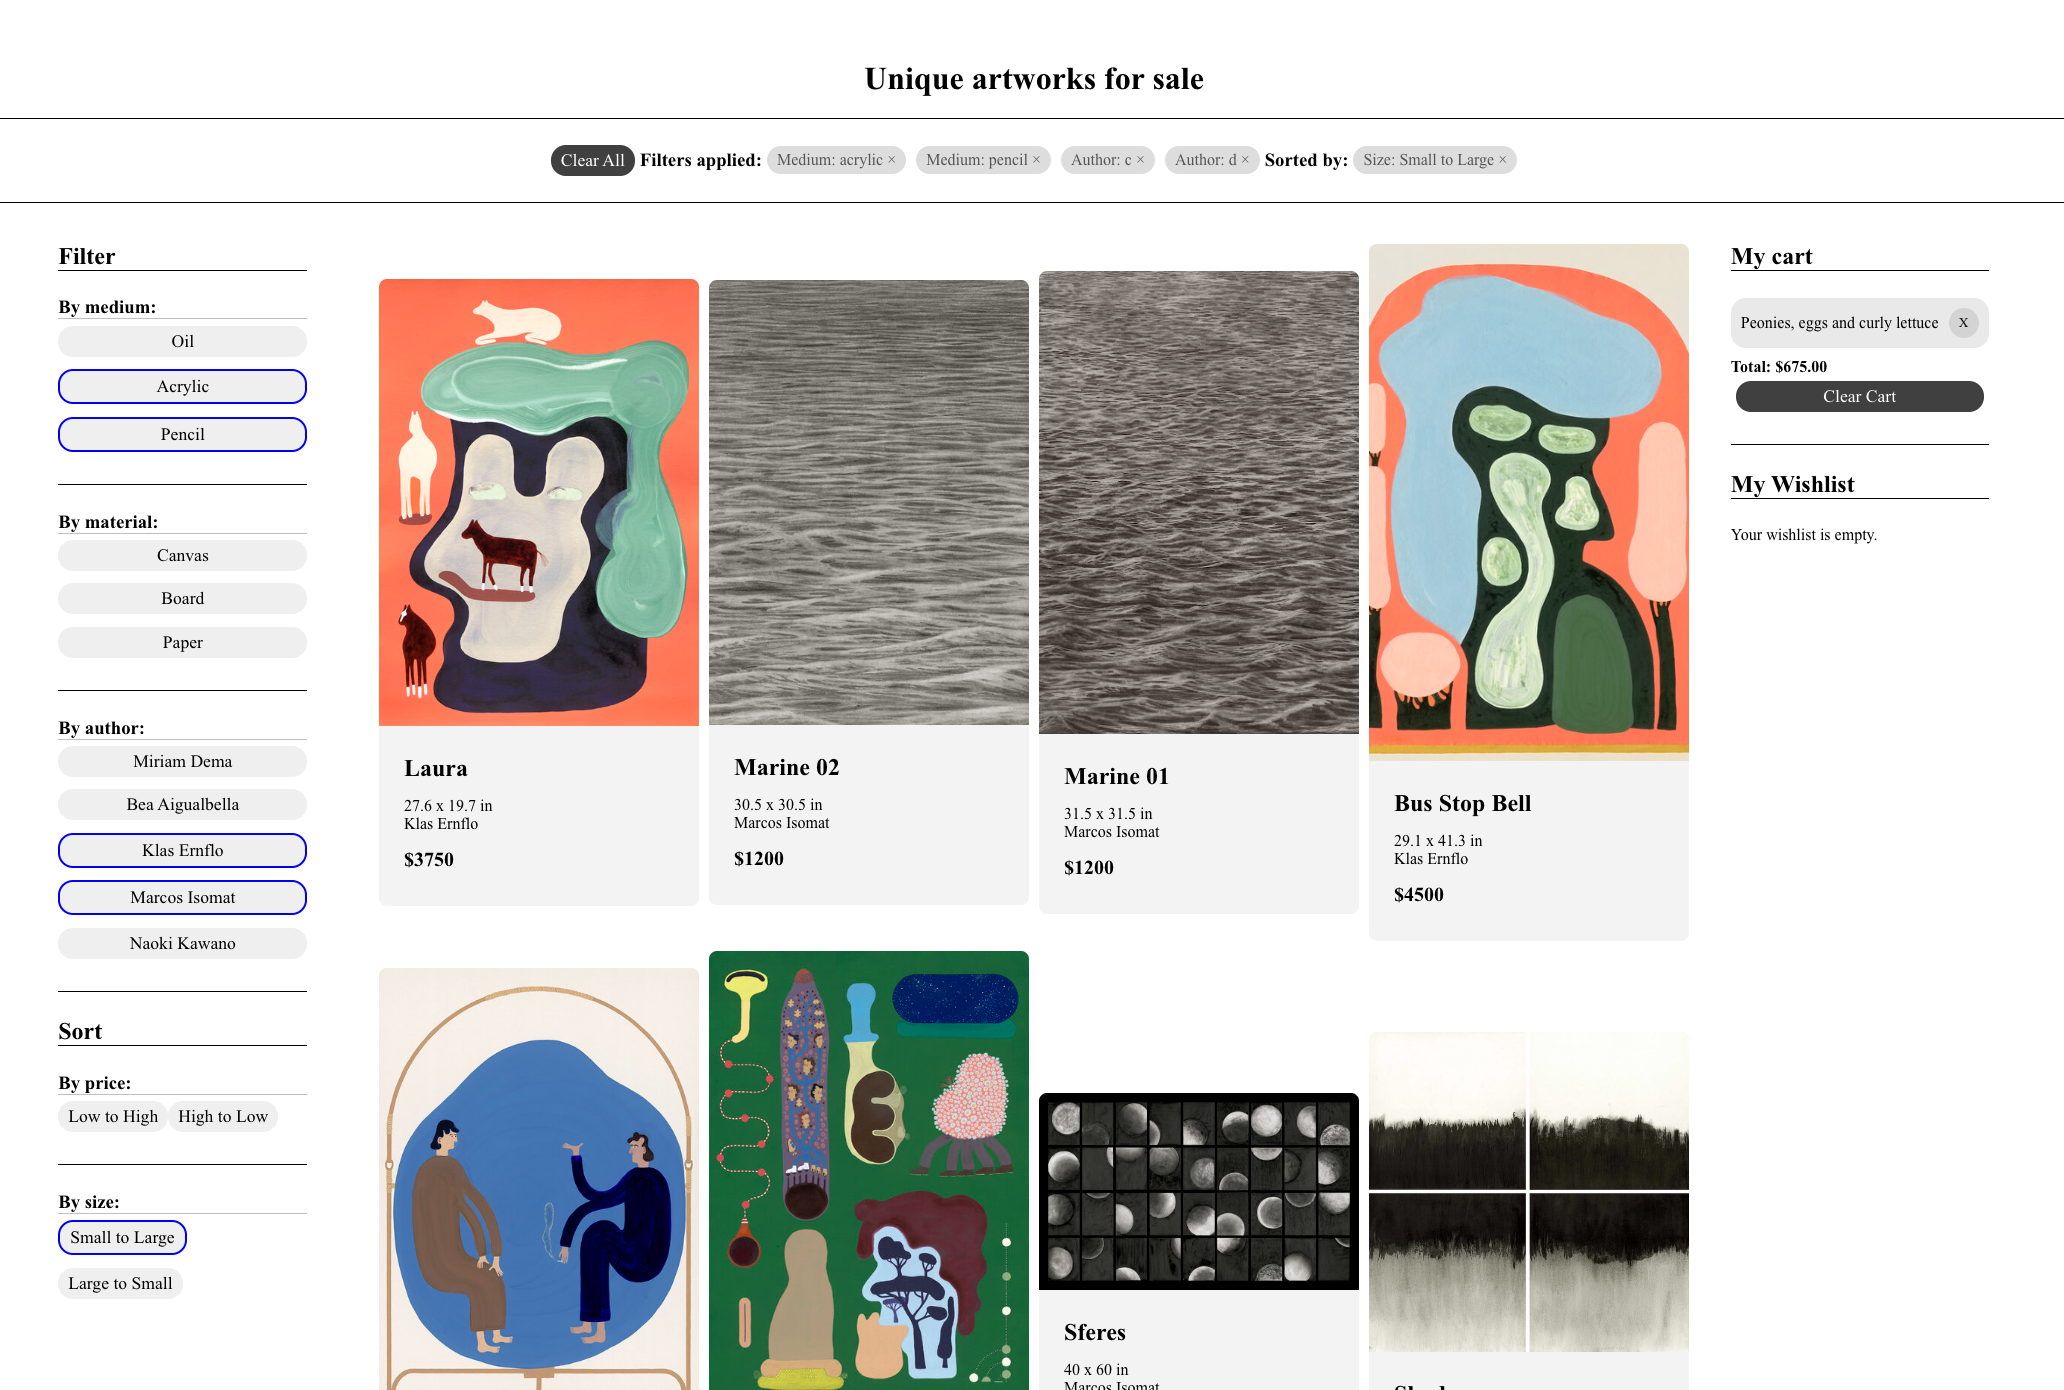 Unique artworks for sale
Clear All Filters applied: Medium: acrylic × Medium: pencil × Author: c × Author: d × Sorted by: Size: Small to Large ×
Filter
By medium:
Oil
Acrylic
Pencil
By material:
Canvas
Board
Paper
By author:
Miriam Dema
Bea Aigualbella
Klas Ernflo
Marcos Isomat
Naoki Kawano
Sort
By price:
Low to High High to Low
By size:
Small to Large
Large to Small
Laura
27.6 x 19.7 in
Klas Ernflo
$3750
Marine 02
30.5 x 30.5 in
Marcos Isomat
$1200
Marine 01
31.5 x 31.5 in
Marcos Isomat
$1200
Bus Stop Bell
29.1 x 41.3 in
Klas Ernflo
$4500
Sferes
40 x 60 in
Marcos Isomat
My cart
Peonies, eggs and curly lettuce X
Total: $675.00
Clear Cart
My Wishlist
Your wishlist is empty.